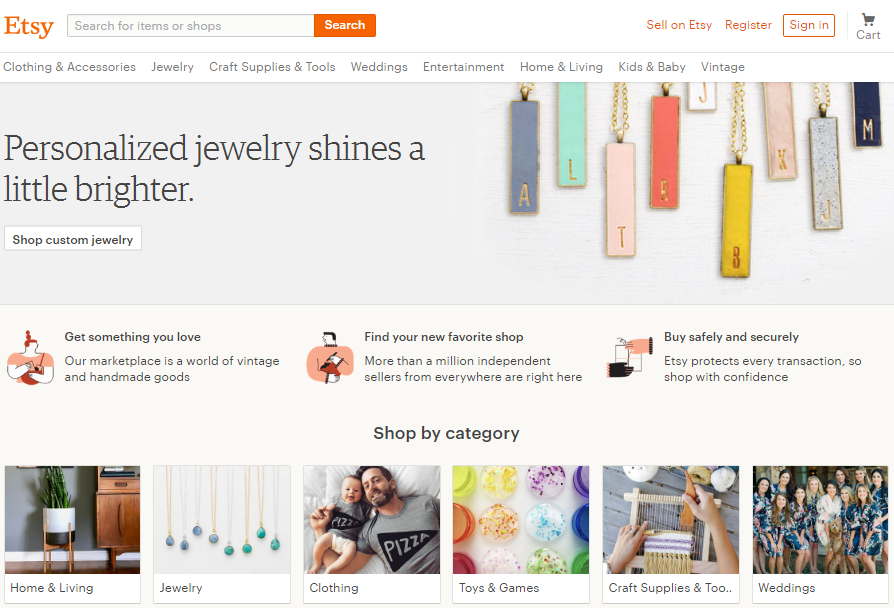 Etsy
Search for items or shops
Search
Sell on Etsy
Register
Sign in
Cart
Clothing & Accessories
Jewelry
Craft Supplies & Tools
Weddings
Entertainment
Home & Living
Kids & Baby
Vintage
Personalized jewelry shines a
little brighter.
Shop custom jewelry
A
L
T
R
J
B
K
J
M
Get something you love
Our marketplace is a world of vintage
and handmade goods
Find your new favorite shop
More than a million independent
sellers from everywhere are right here
Buy safely and securely
Etsy protects every transaction, so
shop with confidence
Shop by category
PIZZA
PIZZA
Home & Living
Jewelry
Clothing
Toys & Games
Craft Supplies & Too..
Weddings